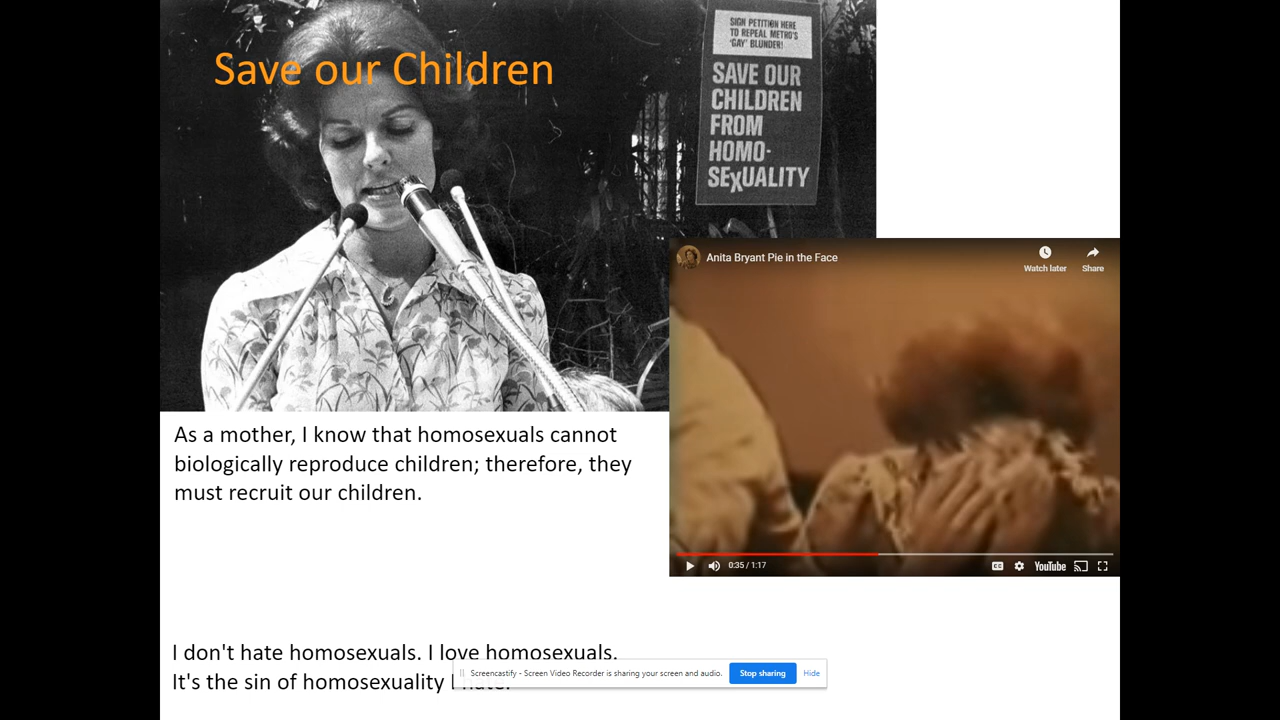 Save our Children
SIGN PETITION HERE
TO REPEAL METRO'S
'GAY' BLUNDER!
SAVE OUR
CHILDREN
FROM
HOMO-
SEXUALITY
Anita Bryant Pie in the Face
Watch later
Share
0:35 / 1:17
CC
YouTube
As a mother, I know that homosexuals cannot
biologically reproduce children; therefore, they
must recruit our children.
I don't hate homosexuals. I love homosexuals.
It's the sin of homosexuality I hate.
Screencastify - Screen Video Recorder is sharing your screen and audio.
Stop sharing
Hide